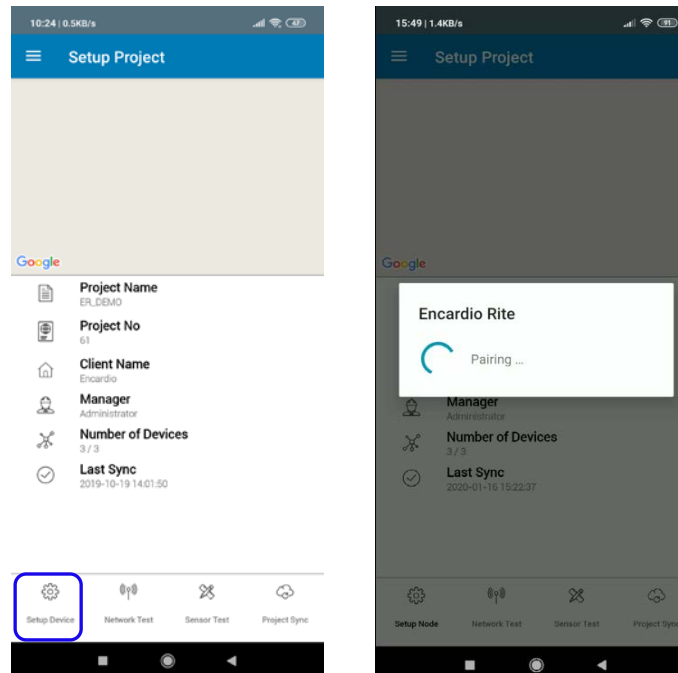 10:24 | 0.5KB/s
47
Setup Project
Google
Project Name
ER_DEMO
Project No
61
Client Name
Encardio
Manager
Administrator
Number of Devices
3 / 3
Last Sync
2019-10-19 14:01:50
Setup Device
Network Test
Sensor Test
Project Sync
15:49 | 1.4KB/s
91
Setup Project
Google
Encardio Rite
Pairing ...
Manager
Administrator
Number of Devices
3 / 3
Last Sync
2020-01-16 15:22:37
Setup Node
Network Test
Sensor Test
Project Sync